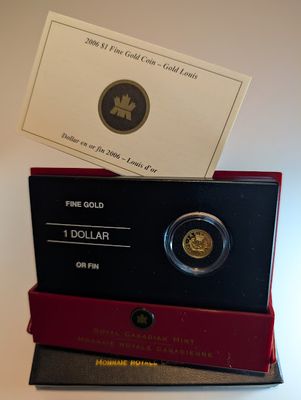 2006 $1 Fine Gold Coin – Gold Louis
Dollar en or fin 2006 – Louis d'or
FINE GOLD
1 DOLLAR
OR FIN
ROYAL CANADIAN MINT
MONNAIE ROYALE CANADIENNE
MONNAIE ROYALE